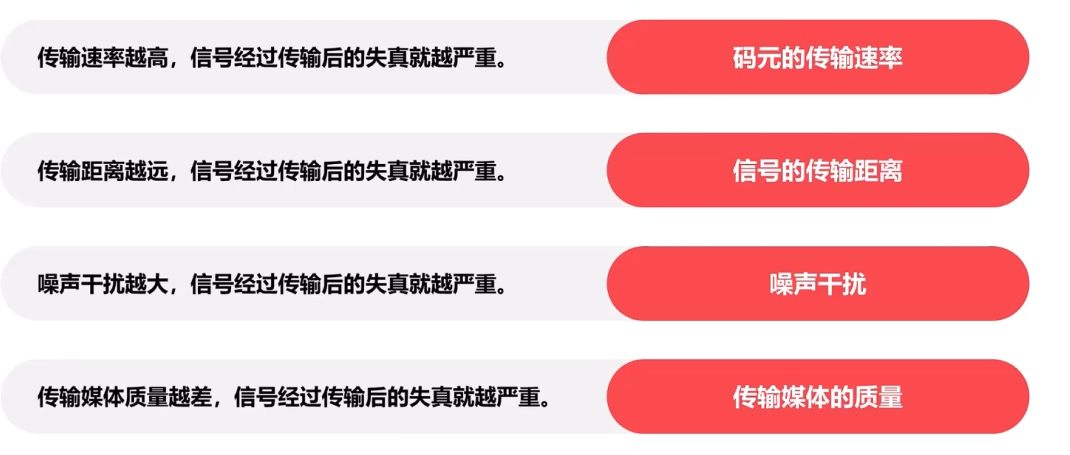 传输速率越高，信号经过传输后的失真就越严重。
码元的传输速率
传输距离越远，信号经过传输后的失真就越严重。
信号的传输距离
噪声干扰越大，信号经过传输后的失真就越严重。
噪声干扰
传输媒体质量越差，信号经过传输后的失真就越严重。
传输媒体的质量